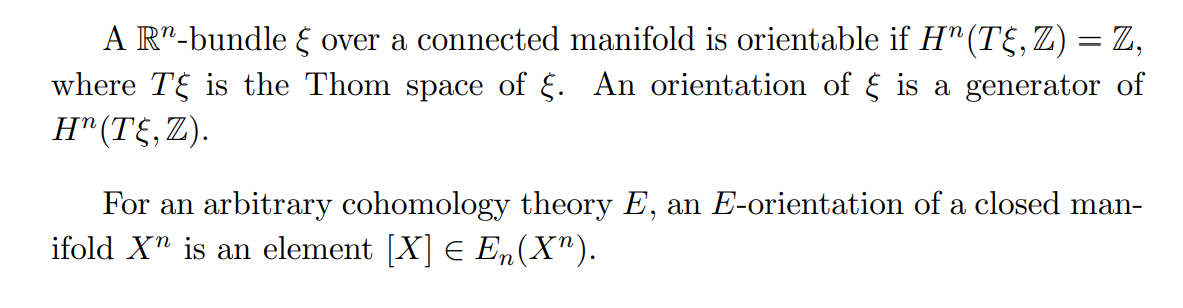 A ℝⁿ-bundle ξ over a connected manifold is orientable if Hⁿ(Tξ, ℤ) = ℤ,
where Tξ is the Thom space of ξ. An orientation of ξ is a generator of
Hⁿ(Tξ, ℤ).
For an arbitrary cohomology theory E, an E-orientation of a closed man-
ifold Xⁿ is an element [X] ∈ Eₙ(Xⁿ).